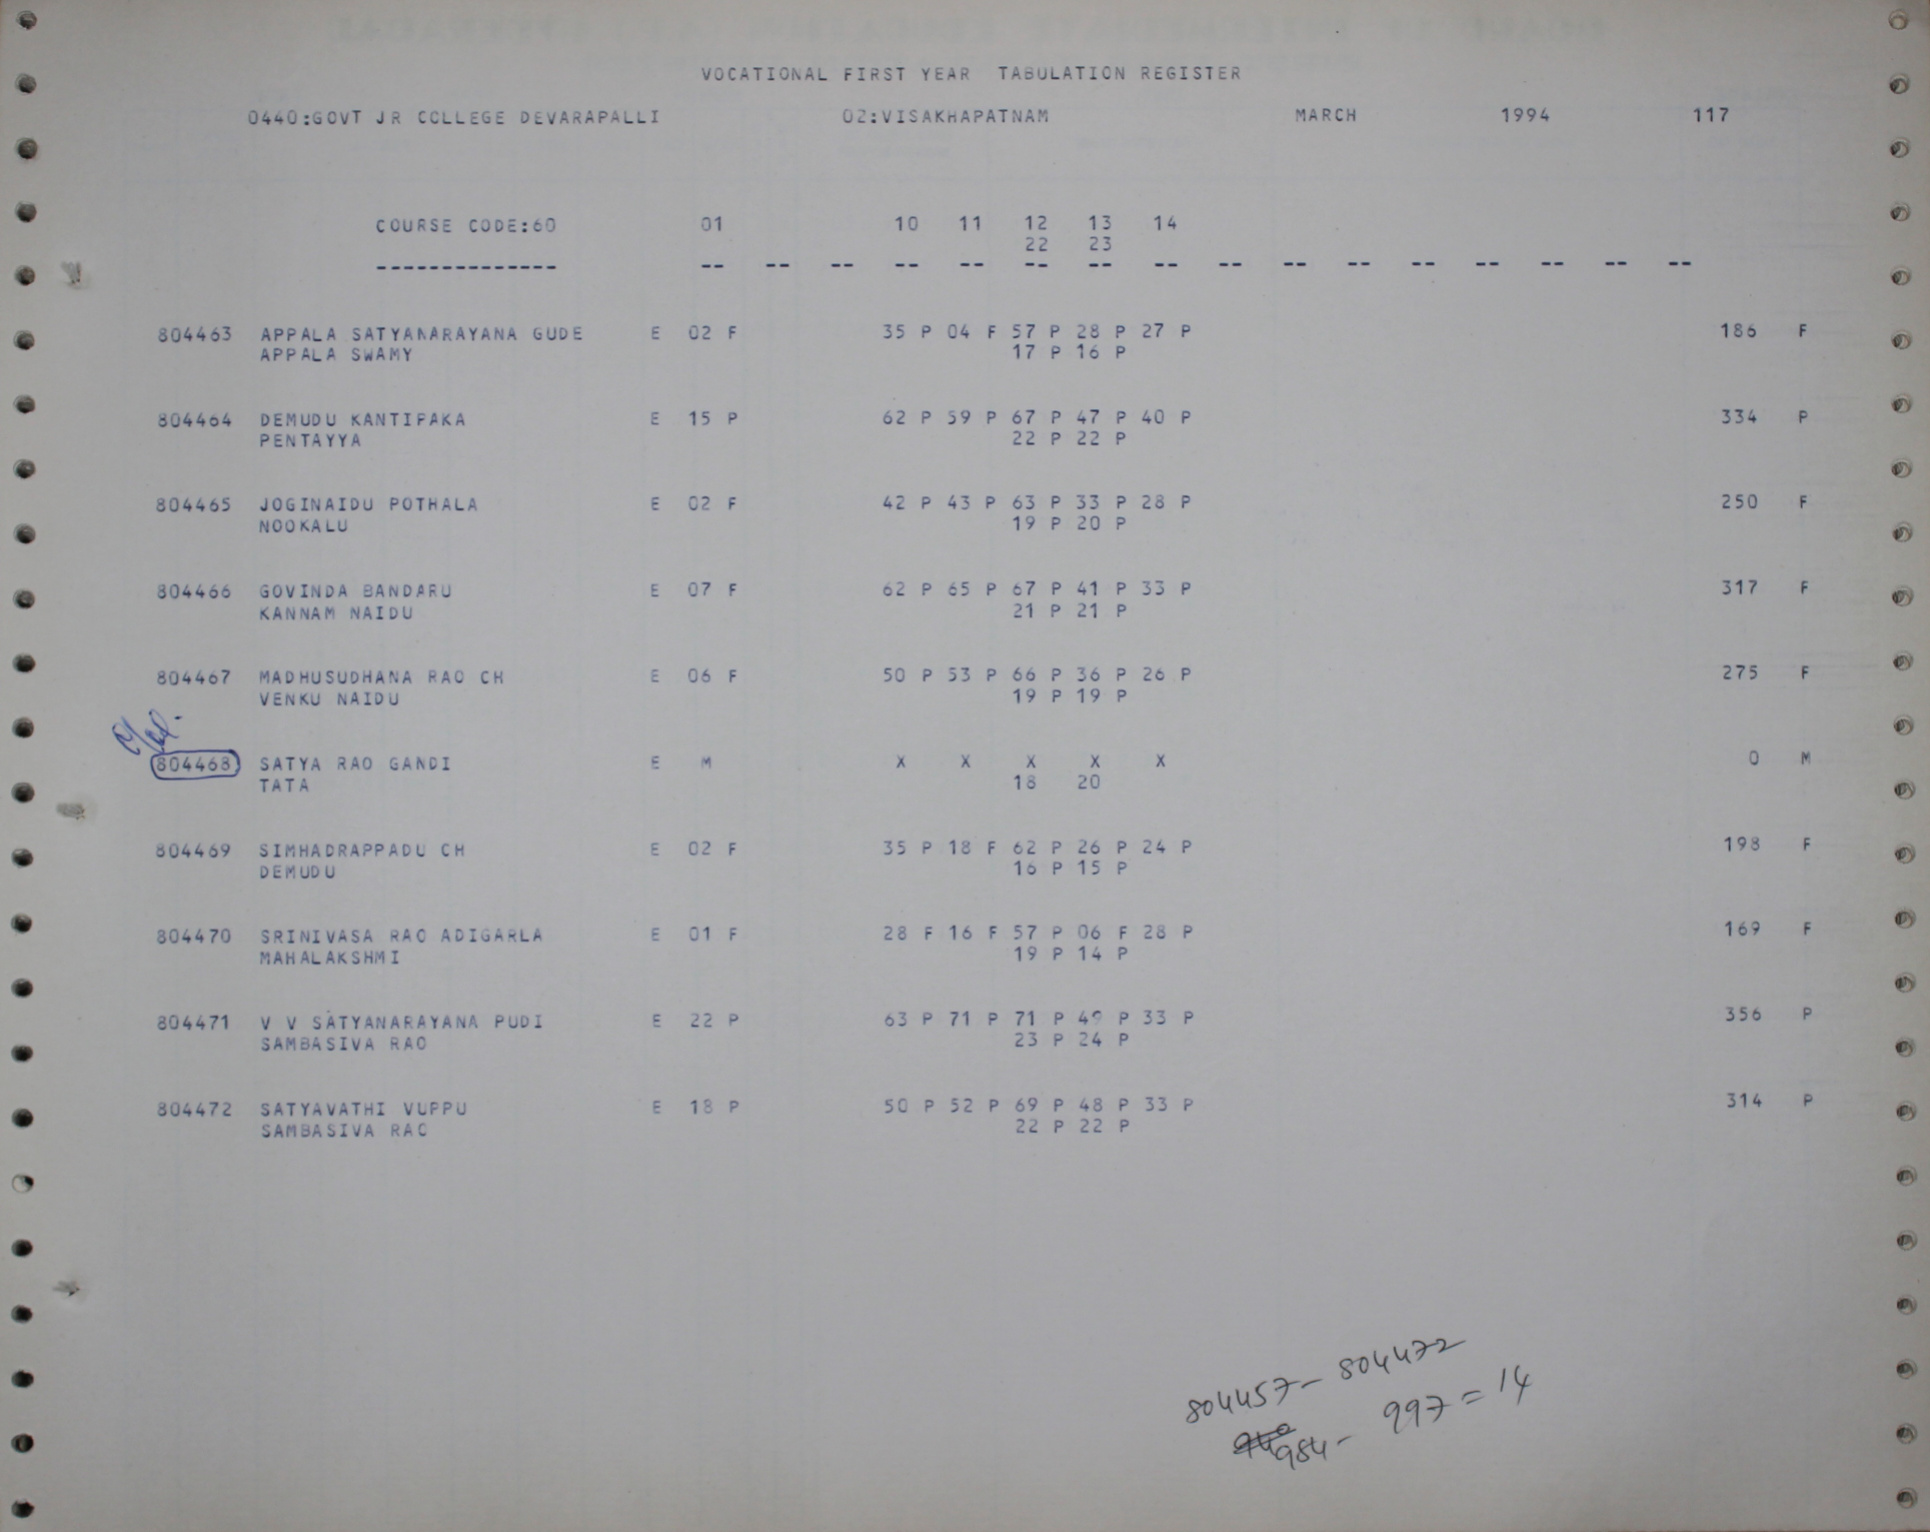 VOCATIONAL FIRST YEAR TABULATION REGISTER
0440:GOVT JR COLLEGE DEVARAPALLI 02:VISAKHAPATNAM MARCH 1994 117
COURSE CODE:60 01 10 11 12 13 14
22 23
-------------- -- -- -- -- -- -- -- -- -- -- -- -- -- -- -- --
804463 APPALA SATYANARAYANA GUDE E 02 F 35 P 04 F 57 P 28 P 27 P 186 F
APPALA SWAMY 17 P 16 P
804464 DEMUDU KANTIPAKA E 15 P 62 P 59 P 67 P 47 P 40 P 334 P
PENTAYYA 22 P 22 P
804465 JOGINAIDU POTHALA E 02 F 42 P 43 P 63 P 33 P 28 P 250 F
NOOKALU 19 P 20 P
804466 GOVINDA BANDARU E 07 F 62 P 65 P 67 P 41 P 33 P 317 F
KANNAM NAIDU 21 P 21 P
804467 MADHUSUDHANA RAO CH E 06 F 50 P 53 P 66 P 36 P 26 P 275 F
VENKU NAIDU 19 P 19 P
804468 SATYA RAO GANDI E M X X X X X 0 M
TATA 18 20
804469 SIMHADRAPPADU CH E 02 F 35 P 18 F 62 P 26 P 24 P 198 F
DEMUDU 16 P 15 P
804470 SRINIVASA RAO ADIGARLA E 01 F 28 F 16 F 57 P 06 F 28 P 169 F
MAHALAKSHMI 19 P 14 P
804471 V V SATYANARAYANA PUDI E 22 P 63 P 71 P 71 P 49 P 33 P 356 P
SAMBASIVA RAO 23 P 24 P
804472 SATYAVATHI VUPPU E 18 P 50 P 52 P 69 P 48 P 33 P 314 P
SAMBASIVA RAO 22 P 22 P
804457- 804472
984- 997 = 14